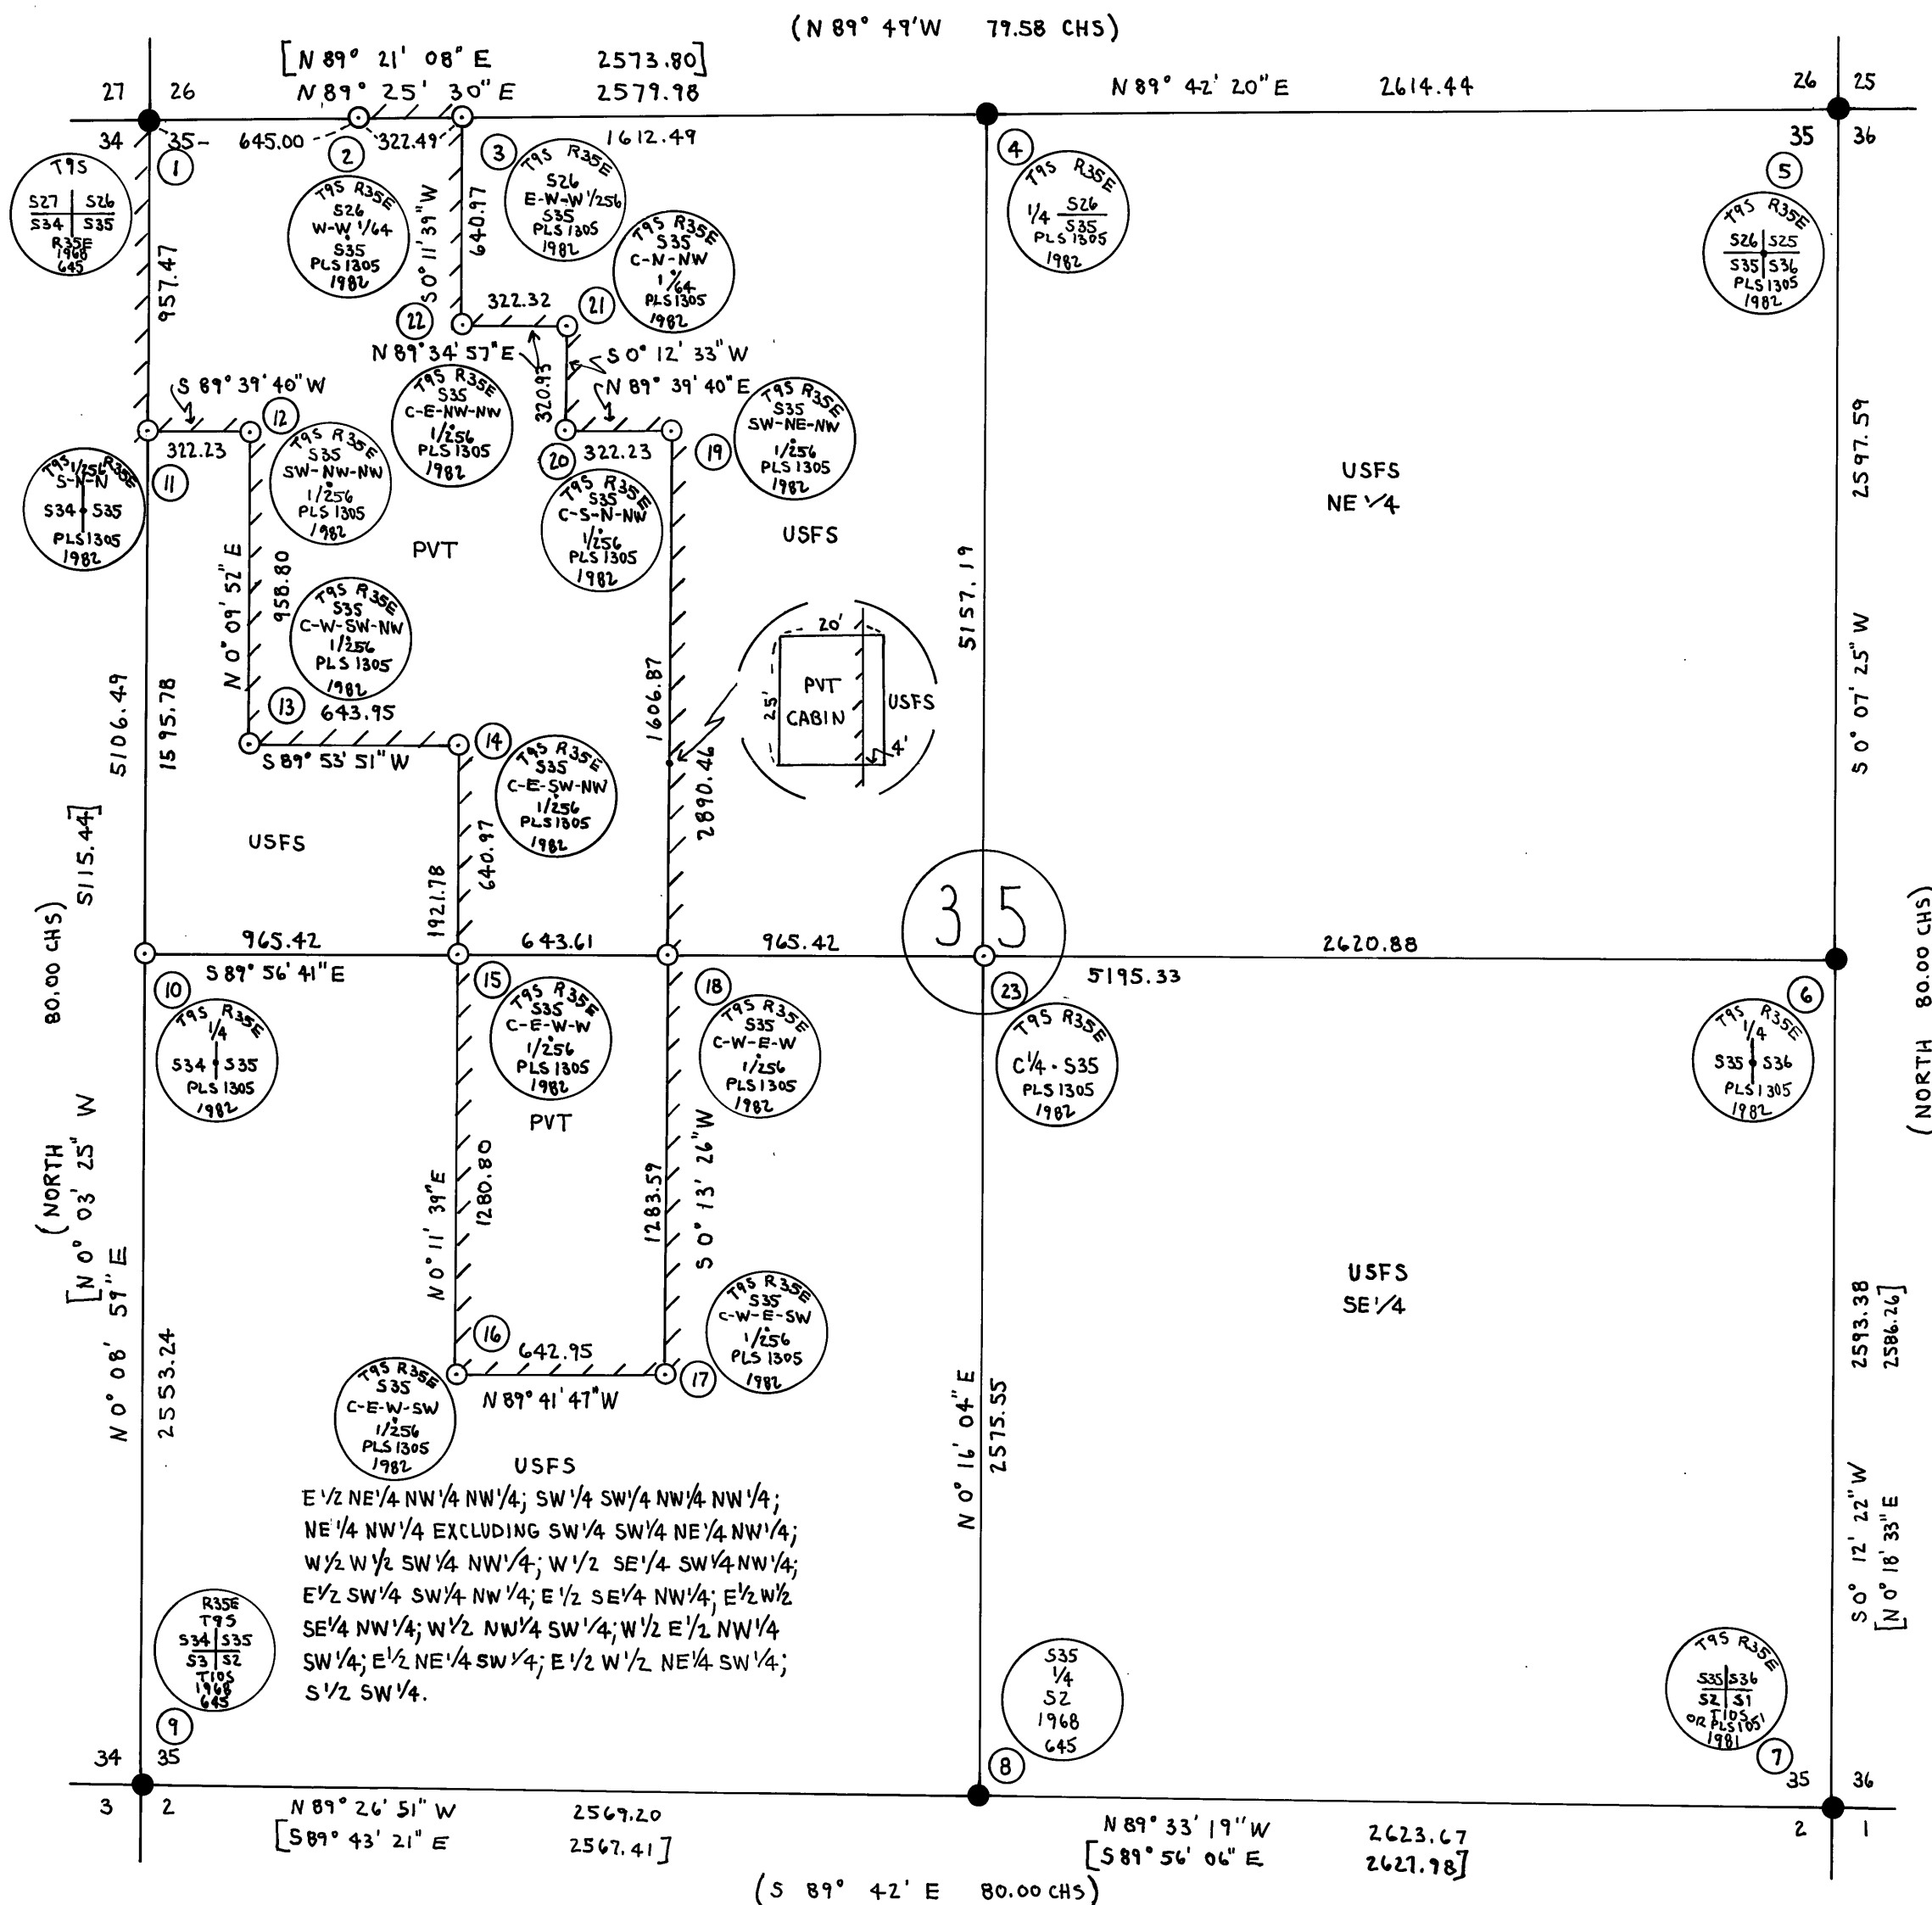 (N 89° 49' W 79.58 CHS)
[N 89° 21' 08" E 2573.80]
N 89° 25' 30" E 2579.98
N 89° 42' 20" E 2614.44
27 26
26 25
34 35
35 36
645.00
322.49
1612.49
1
2
3
4
5
T9S
S27 S26
S34 S35
R35E
1968
645
T9S R35E
S26
W-W 1/64
S35
PLS 1305
1982
T9S R35E
S26
E-W-W 1/256
S35
PLS 1305
1982
T9S R35E
1/4 S26
S35
PLS 1305
1982
T9S R35E
S26 S25
S35 S36
PLS 1305
1982
957.47
S 0° 11' 39" W
640.97
T9S R35E
S35
C-N-NW
1/64
PLS 1305
1982
22
322.32
21
N 89° 34' 57" E
S 0° 12' 33" W
320.93
N 89° 39' 40" E
S 89° 39' 40" W
12
322.23
11
T9S R35E
S35
C-E-NW-NW
1/256
PLS 1305
1982
T9S R35E
S35
SW-NE-NW
1/256
PLS 1305
1982
19
20
322.23
T9S R35E
S35
SW-NW-NW
1/256
PLS 1305
1982
T9S 1/256 R35E
S-N-N
S34 S35
PLS 1305
1982
T9S R35E
S35
C-S-N-NW
1/256
PLS 1305
1982
PVT
USFS
USFS
NE 1/4
2597.59
N 0° 09' 52" E
958.80
T9S R35E
S35
C-W-SW-NW
1/256
PLS 1305
1982
5157.19
S 0° 07' 25" W
20'
25'
PVT
CABIN
USFS
4'
1606.87
2890.46
5106.49
1595.78
13
643.95
S 89° 53' 51" W
14
T9S R35E
S35
C-E-SW-NW
1/256
PLS 1305
1982
USFS
640.97
1921.78
5115.44]
80.00 CHS)
35
965.42
643.61
965.42
2620.88
S 89° 56' 41" E
5195.33
10
15
18
23
6
T9S R35E
1/4
S34 S35
PLS 1305
1982
T9S R35E
S35
C-E-W-W
1/256
PLS 1305
1982
T9S R35E
S35
C-W-E-W
1/256
PLS 1305
1982
T9S R35E
C 1/4 S35
PLS 1305
1982
T9S R35E
1/4
S35 S36
PLS 1305
1982
(NORTH 80.00 CHS)
PVT
(NORTH
[N 0° 03' 25" W
N 0° 08' 59" E
2553.24
N 0° 11' 39" E
1280.80
1283.59
S 0° 13' 26" W
USFS
SE 1/4
2593.38
2586.26]
16
642.95
17
N 89° 41' 47" W
T9S R35E
S35
C-W-E-SW
1/256
PLS 1305
1982
T9S R35E
S35
C-E-W-SW
1/256
PLS 1305
1982
N 0° 16' 04" E
2575.55
S 0° 12' 22" W
[N 0° 18' 33" E
USFS
E 1/2 NE 1/4 NW 1/4 NW 1/4; SW 1/4 SW 1/4 NW 1/4 NW 1/4;
NE 1/4 NW 1/4 EXCLUDING SW 1/4 SW 1/4 NE 1/4 NW 1/4;
W 1/2 W 1/2 SW 1/4 NW 1/4; W 1/2 SE 1/4 SW 1/4 NW 1/4;
E 1/2 SW 1/4 SW 1/4 NW 1/4; E 1/2 SE 1/4 NW 1/4; E 1/2 W 1/2
SE 1/4 NW 1/4; W 1/2 NW 1/4 SW 1/4; W 1/2 E 1/2 NW 1/4
SW 1/4; E 1/2 NE 1/4 SW 1/4; E 1/2 W 1/2 NE 1/4 SW 1/4;
S 1/2 SW 1/4.
R35E
T9S
S34 S35
S3 S2
T10S
1968
645
9
S35
1/4
S2
1968
645
8
T9S R35E
S35 S36
S2 S1
T10S
OR PLS 1051
1981
7
34 35
35 36
3 2
2 1
N 89° 26' 51" W 2569.20
[S 89° 43' 21" E 2567.41]
N 89° 33' 19" W 2623.67
[S 89° 56' 06" E 2627.98]
(S 89° 42' E 80.00 CHS)